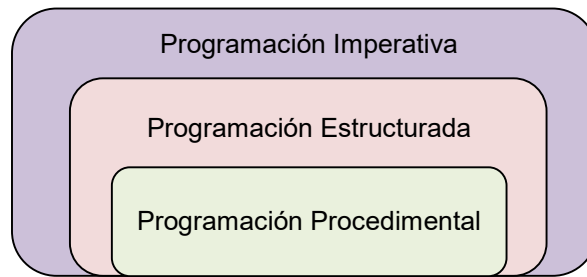 Programación Imperativa
Programación Estructurada
Programación Procedimental